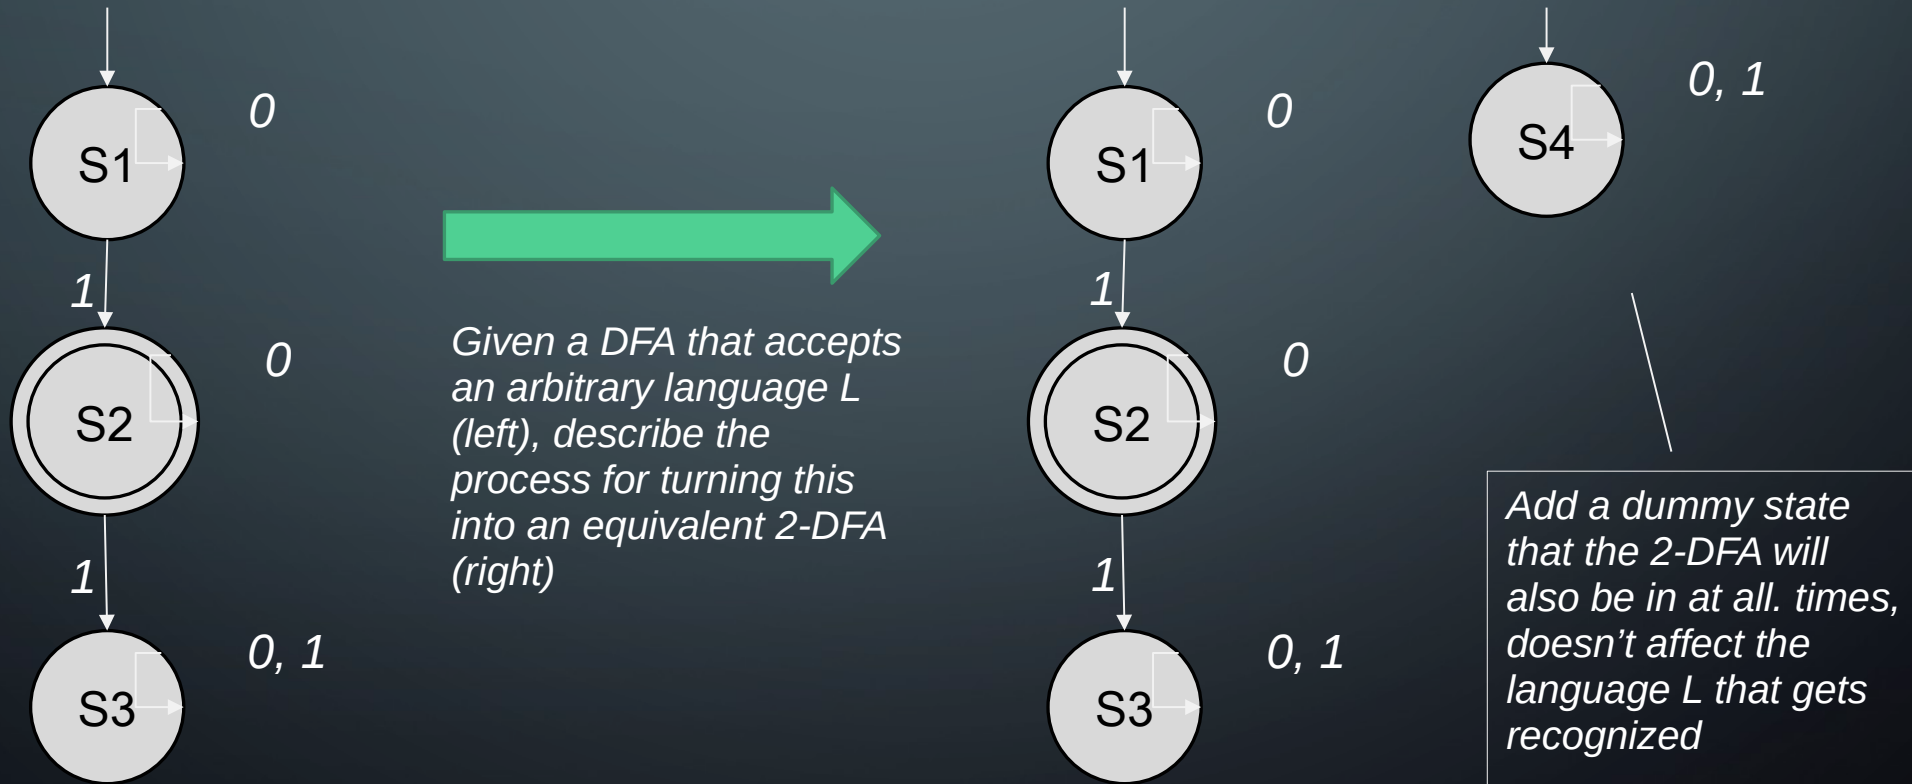 0
S1
1
0
S2
1
0, 1
S3
Given a DFA that accepts
an arbitrary language L
(left), describe the
process for turning this
into an equivalent 2-DFA
(right)
0
S1
1
0
S2
1
0, 1
S3
0, 1
S4
Add a dummy state
that the 2-DFA will
also be in at all. times,
doesn’t affect the
language L that gets
recognized